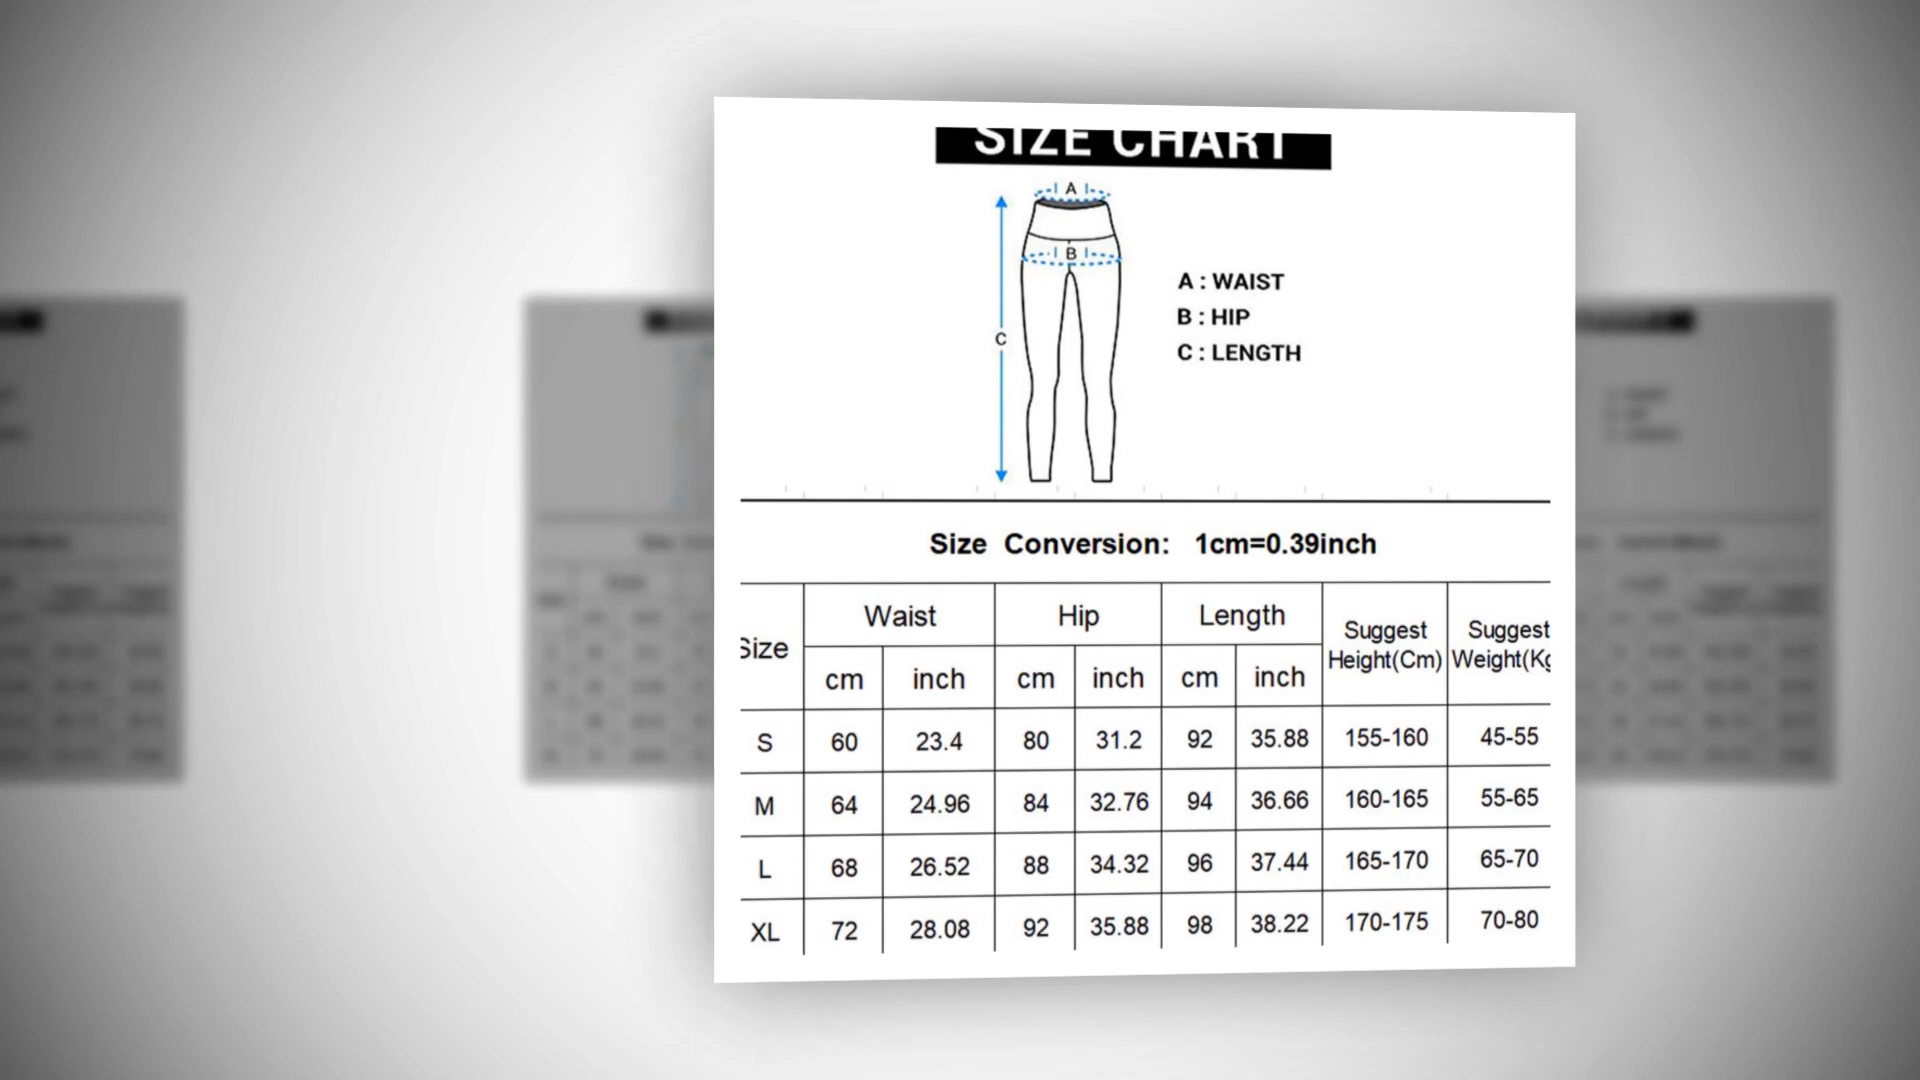 SIZE CHART
A
B
C
A : WAIST
B : HIP
C : LENGTH
Size Conversion: 1cm=0.39inch
Size Waist Hip Length Suggest Height(Cm) Suggest Weight(Kg
cm inch cm inch cm inch
S 60 23.4 80 31.2 92 35.88 155-160 45-55
M 64 24.96 84 32.76 94 36.66 160-165 55-65
L 68 26.52 88 34.32 96 37.44 165-170 65-70
XL 72 28.08 92 35.88 98 38.22 170-175 70-80